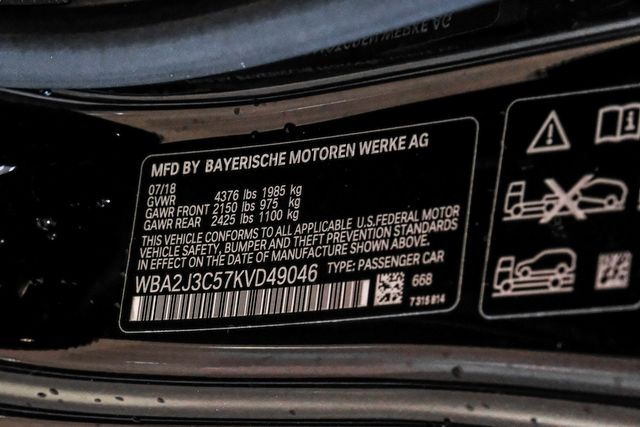 MFD BY BAYERISCHE MOTOREN WERKE AG
07/18
GVWR 4376 lbs 1985 kg
GAWR FRONT 2150 lbs 975 kg
GAWR REAR 2425 lbs 1100 kg
THIS VEHICLE CONFORMS TO ALL APPLICABLE U.S.FEDERAL MOTOR
VEHICLE SAFETY, BUMPER AND THEFT PREVENTION STANDARDS
IN EFFECT ON THE DATE OF MANUFACTURE SHOWN ABOVE.
WBA2J3C57KVD49046 TYPE: PASSENGER CAR
668
7 315 814